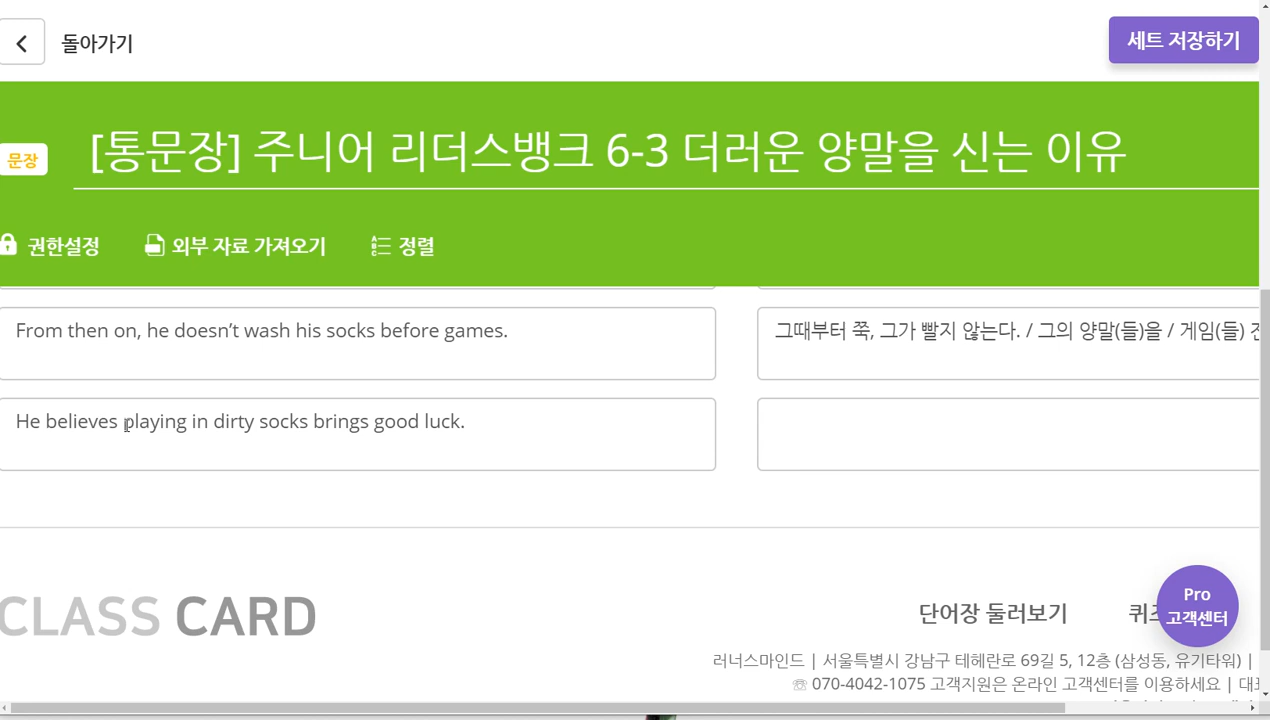 돌아가기
세트 저장하기
문장
[통문장] 주니어 리더스뱅크 6-3 더러운 양말을 신는 이유
권한설정
외부 자료 가져오기
정렬
From then on, he doesn’t wash his socks before games.
그때부터 쭉, 그가 빨지 않는다. / 그의 양말(들)을 / 게임(들)
He believes playing in dirty socks brings good luck.
CLASS CARD
단어장 둘러보기
Pro
고객센터
러너스마인드 | 서울특별시 강남구 테헤란로 69길 5, 12층 (삼성동, 유기타워) |
☏ 070-4042-1075 고객지원은 온라인 고객센터를 이용하세요 |